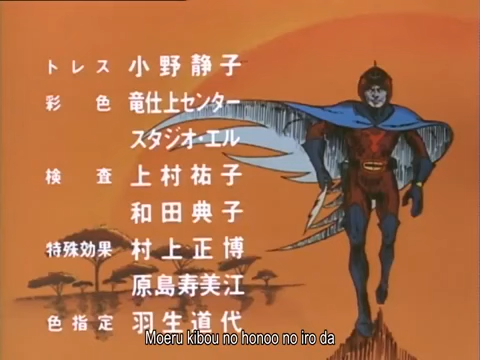 トレス 小野静子
彩色 竜仕上センター
スタジオ・エル
検査 上村祐子
和田典子
特殊効果 村上正博
原島寿美江
色指定 羽生道代
Moeru kibou no honoo no iro da